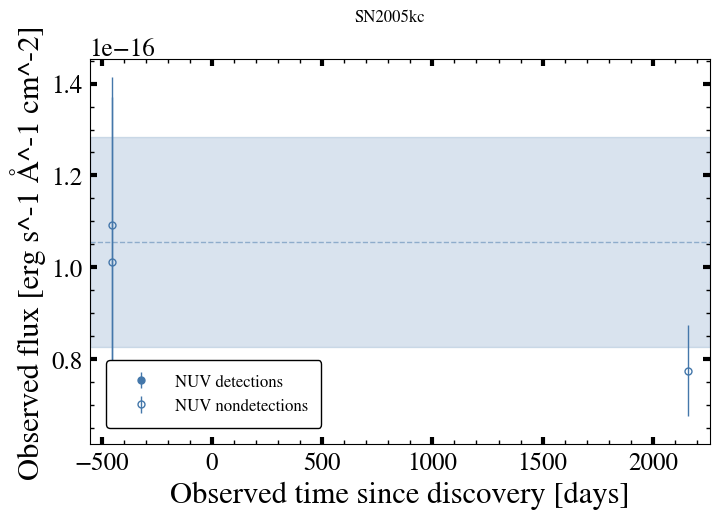 SN2005kc
1e−16
Observed flux [erg s^-1 Å^-1 cm^-2]
1.4
1.2
1.0
0.8
NUV detections
NUV nondetections
−500 0 500 1000 1500 2000
Observed time since discovery [days]